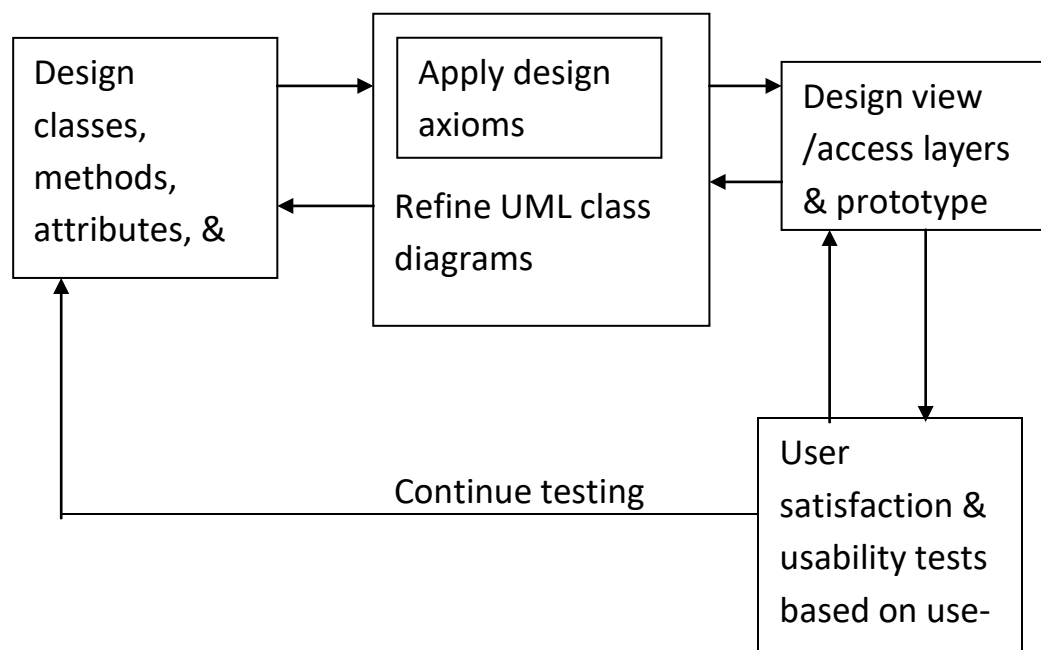 Design
classes,
methods,
attributes, &
Apply design
axioms
Refine UML class
diagrams
Design view
/access layers
& prototype
Continue testing
User
satisfaction &
usability tests
based on use-